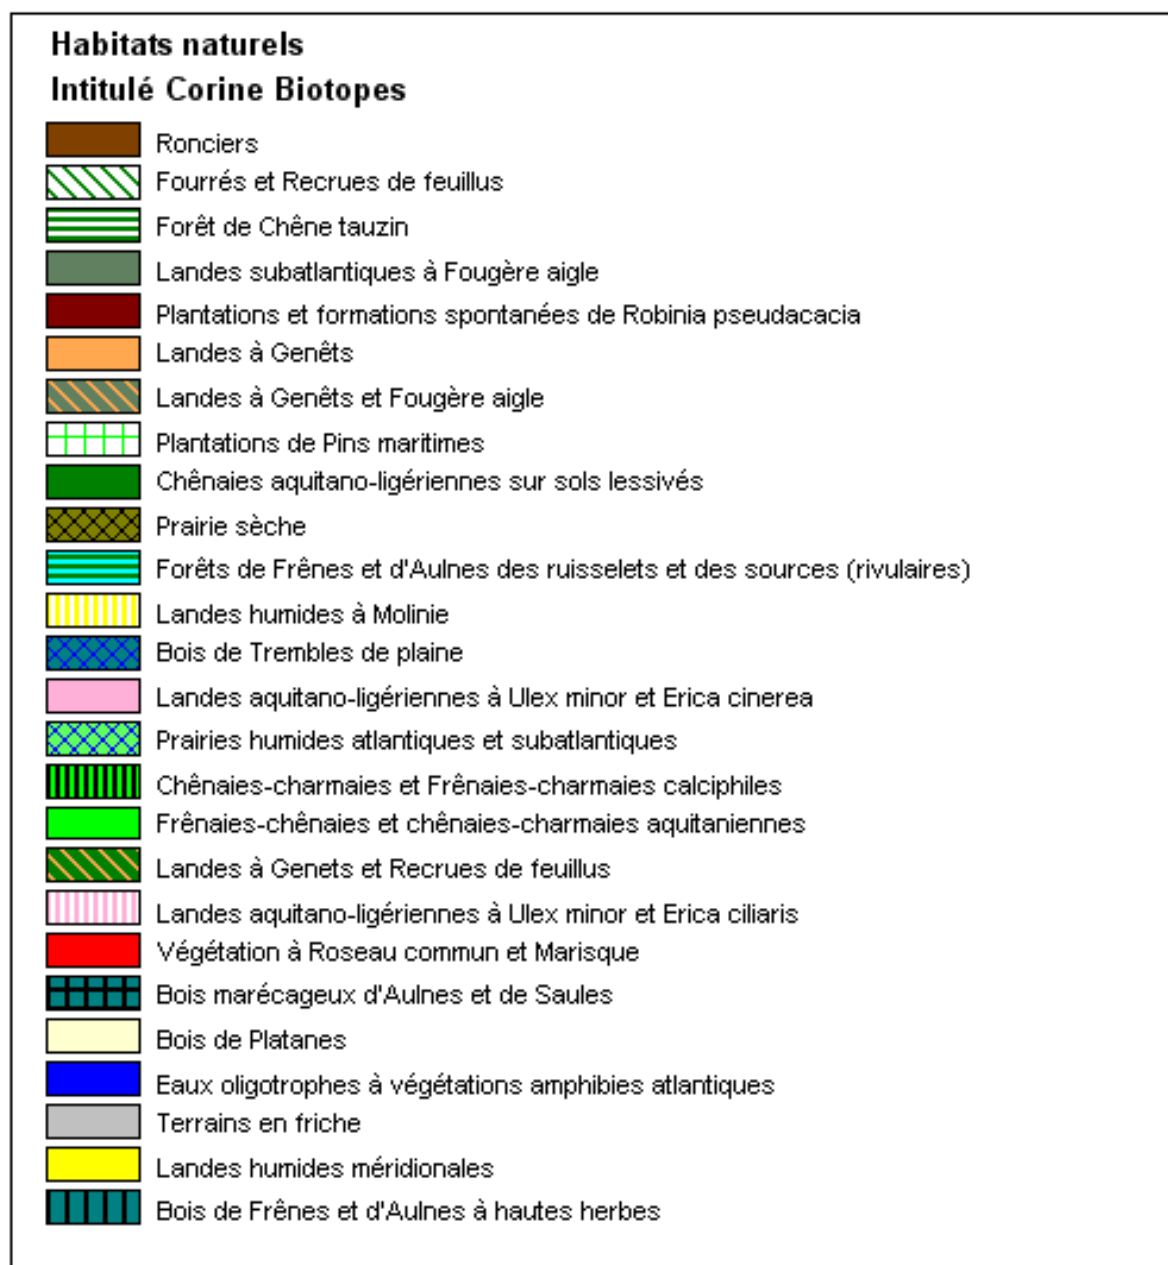 Habitats naturels
Intitulé Corine Biotopes
Ronciers
Fourrés et Recrues de feuillus
Forêt de Chêne tauzin
Landes subatlantiques à Fougère aigle
Plantations et formations spontanées de Robinia pseudacacia
Landes à Genêts
Landes à Genêts et Fougère aigle
Plantations de Pins maritimes
Chênaies aquitano-ligériennes sur sols lessivés
Prairie sèche
Forêts de Frênes et d'Aulnes des ruisselets et des sources (rivulaires)
Landes humides à Molinie
Bois de Trembles de plaine
Landes aquitano-ligériennes à Ulex minor et Erica cinerea
Prairies humides atlantiques et subatlantiques
Chênaies-charmaies et Frênaies-charmaies calciphiles
Frênaies-chênaies et chênaies-charmaies aquitaniennes
Landes à Genets et Recrues de feuillus
Landes aquitano-ligériennes à Ulex minor et Erica ciliaris
Végétation à Roseau commun et Marisque
Bois marécageux d'Aulnes et de Saules
Bois de Platanes
Eaux oligotrophes à végétations amphibies atlantiques
Terrains en friche
Landes humides méridionales
Bois de Frênes et d'Aulnes à hautes herbes